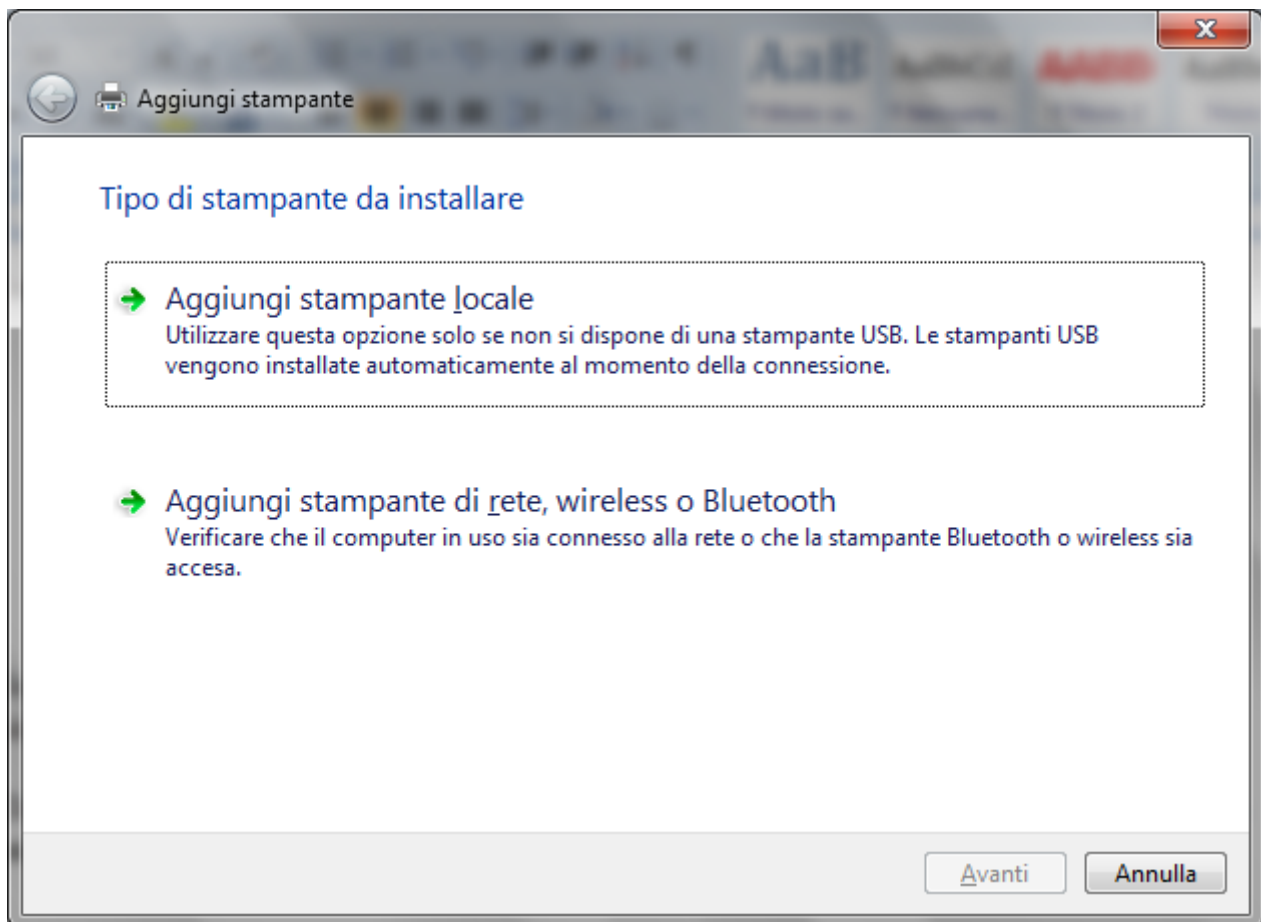 Aggiungi stampante
Tipo di stampante da installare
Aggiungi stampante locale
Utilizzare questa opzione solo se non si dispone di una stampante USB. Le stampanti USB
vengono installate automaticamente al momento della connessione.
Aggiungi stampante di rete, wireless o Bluetooth
Verificare che il computer in uso sia connesso alla rete o che la stampante Bluetooth o wireless sia
accesa.
Avanti
Annulla